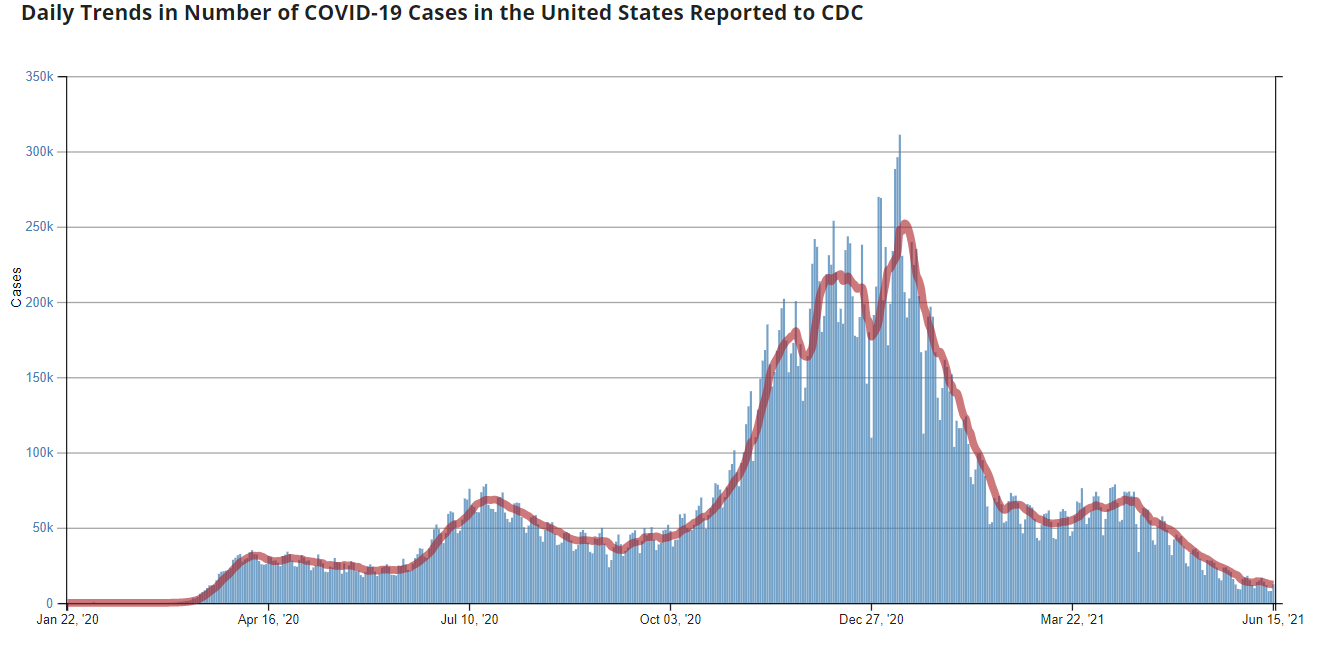 Daily Trends in Number of COVID-19 Cases in the United States Reported to CDC
350k
300k
250k
200k
150k
100k
50k
0
Cases
Jan 22, '20
Apr 16, '20
Jul 10, '20
Oct 03, '20
Dec 27, '20
Mar 22, '21
Jun 15, '21